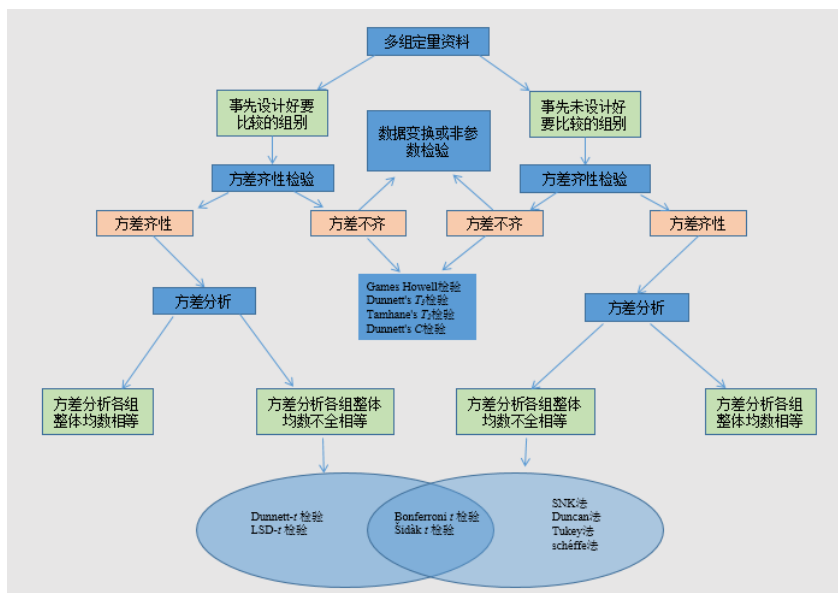 多组定量资料
事先设计好要
比较的组别
数据变换或非参
数检验
事先未设计好
要比较的组别
方差齐性检验
方差齐性检验
方差齐性
方差不齐
方差不齐
方差齐性
Games Howell检验
Dunnett's T3检验
Tamhane's T2检验
Dunnett's C检验
方差分析
方差分析
方差分析各组
整体均数相等
方差分析各组整体
均数不全相等
方差分析各组整体
均数不全相等
方差分析各组
整体均数相等
Dunnett-t 检验
LSD-t 检验
Bonferroni t 检验
Šidàk t 检验
SNK法
Duncan法
Tukey法
schéffe法